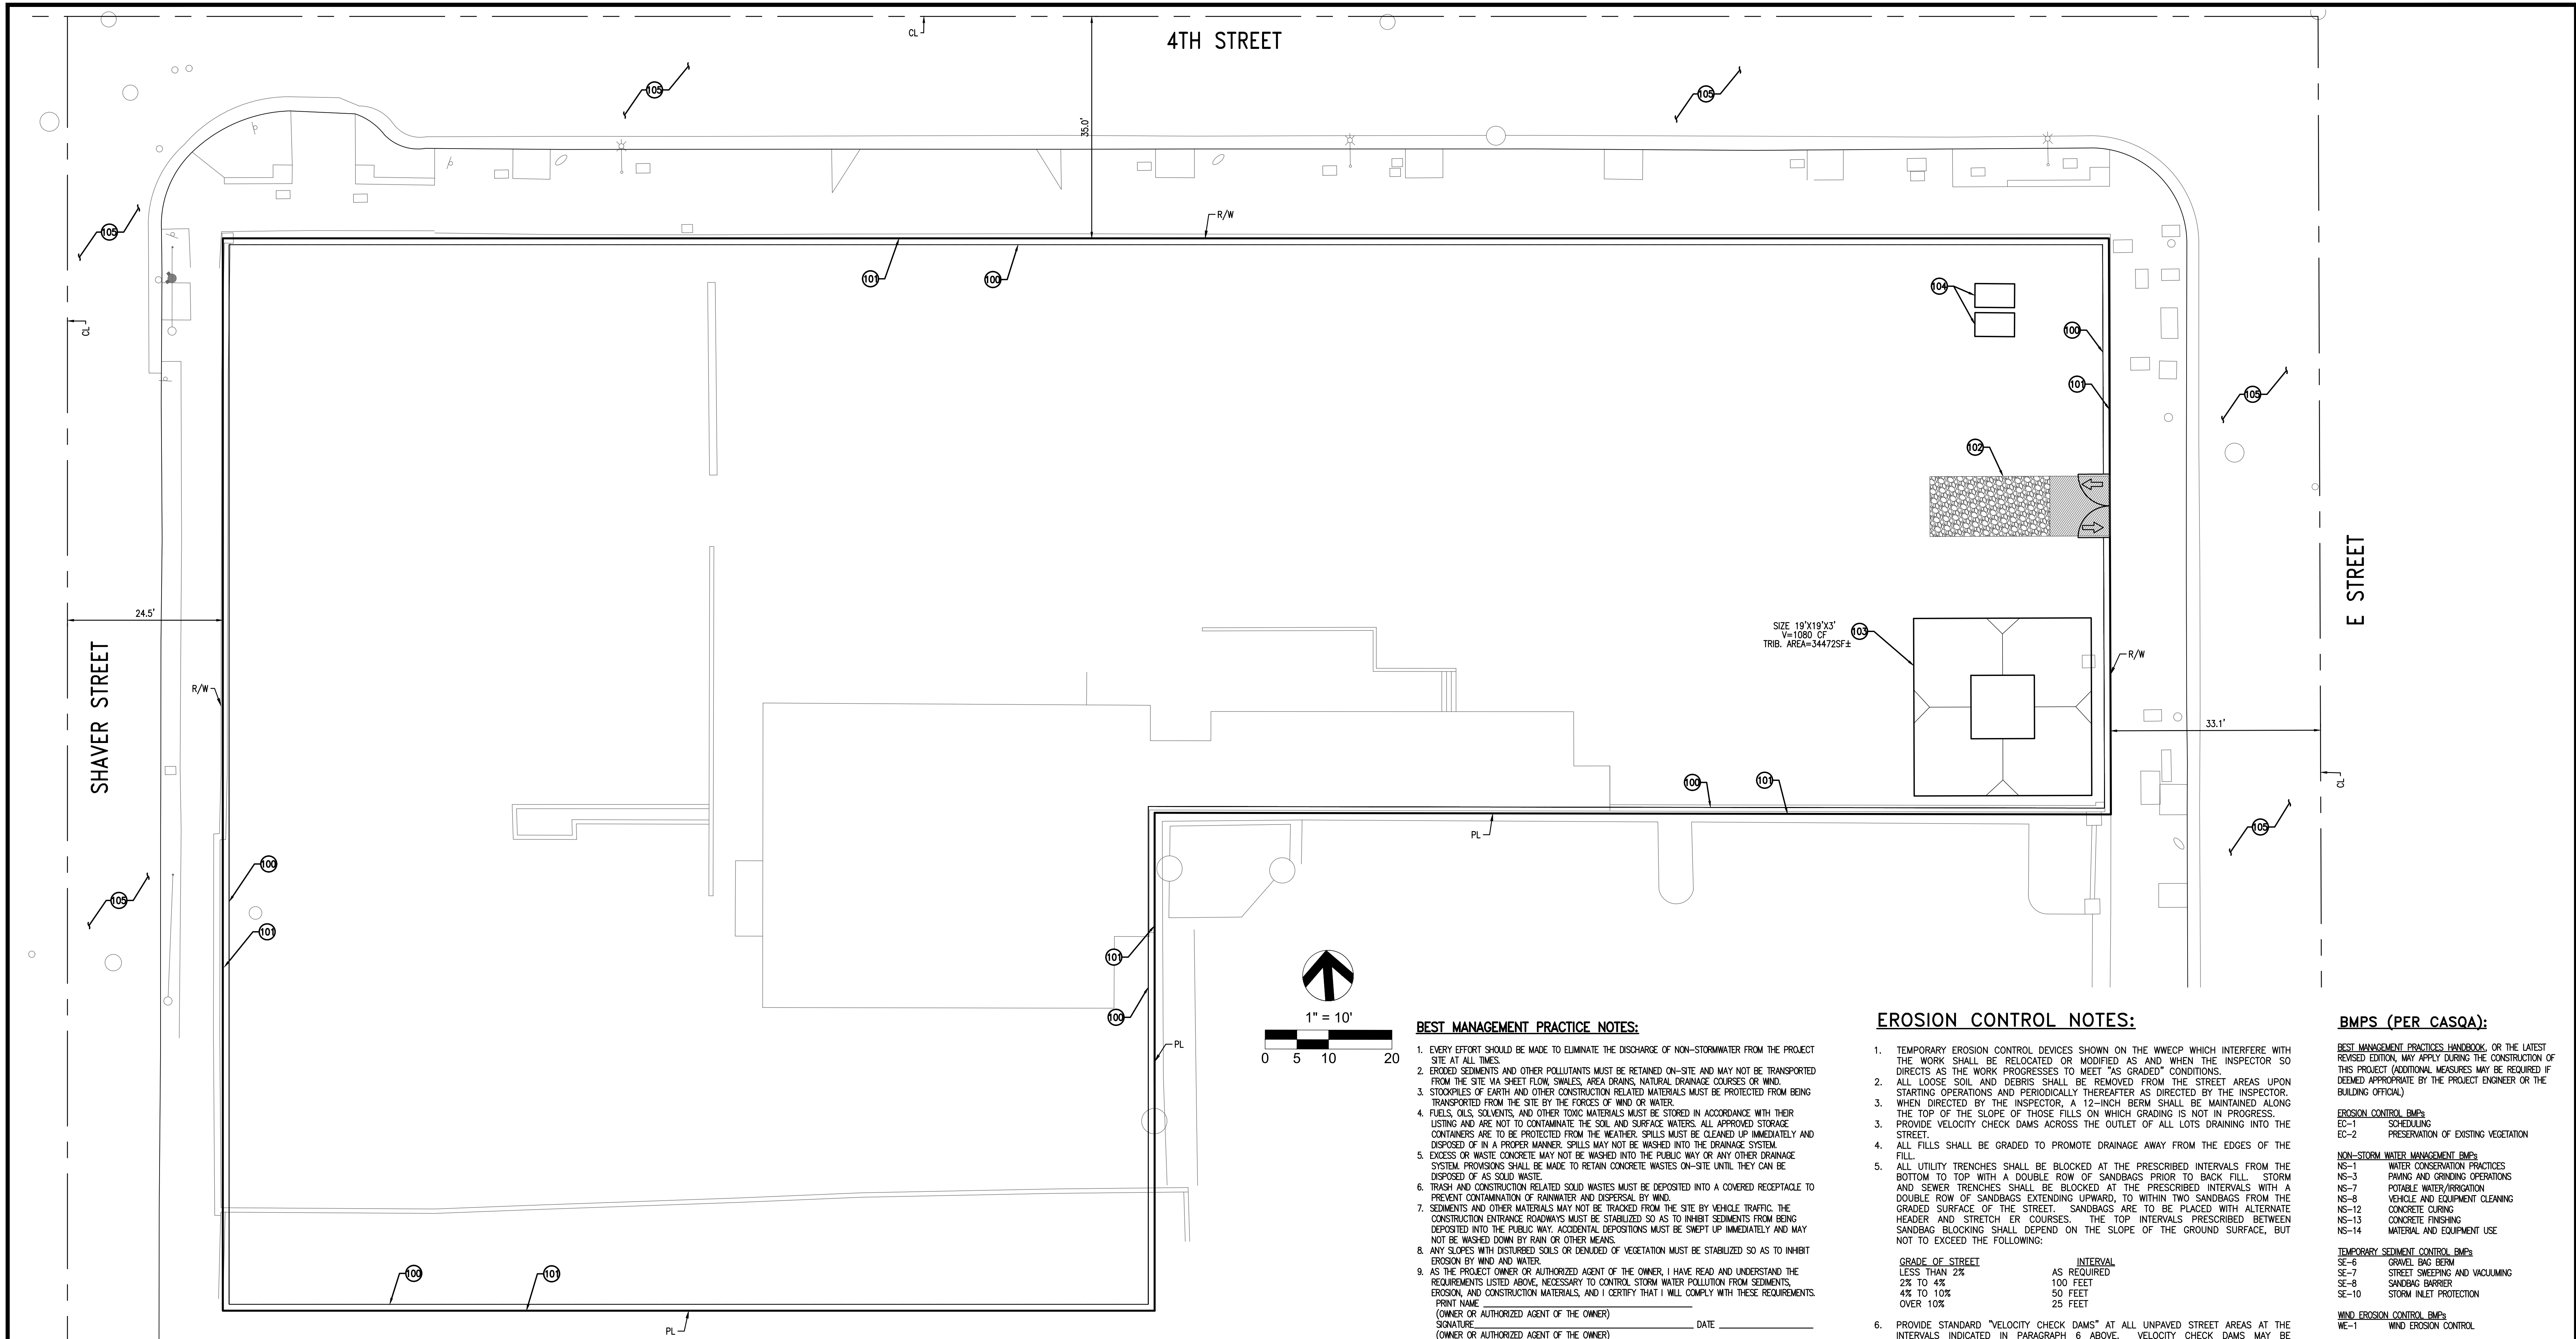 4TH STREET
CL
105
105
35.0'
R/W
105
101
100
104
100
CL
101
105
102
E STREET
24.5'
SIZE 19'X19'X3'
V=1080 CF
TRIB. AREA=34472SF±
103
R/W
R/W
SHAVER STREET
33.1'
100
101
CL
PL
105
100
105
101
101
100
PL
1" = 10'
0 5 10 20
100
101
PL
BEST MANAGEMENT PRACTICE NOTES:
1. EVERY EFFORT SHOULD BE MADE TO ELIMINATE THE DISCHARGE OF NON-STORMWATER FROM THE PROJECT
SITE AT ALL TIMES.
2. ERODED SEDIMENTS AND OTHER POLLUTANTS MUST BE RETAINED ON-SITE AND MAY NOT BE TRANSPORTED
FROM THE SITE VIA SHEET FLOW, SWALES, AREA DRAINS, NATURAL DRAINAGE COURSES OR WIND.
3. STOCKPILES OF EARTH AND OTHER CONSTRUCTION RELATED MATERIALS MUST BE PROTECTED FROM BEING
TRANSPORTED FROM THE SITE BY THE FORCES OF WIND OR WATER.
4. FUELS, OILS, SOLVENTS, AND OTHER TOXIC MATERIALS MUST BE STORED IN ACCORDANCE WITH THEIR
LISTING AND ARE NOT TO CONTAMINATE THE SOIL AND SURFACE WATERS. ALL APPROVED STORAGE
CONTAINERS ARE TO BE PROTECTED FROM THE WEATHER. SPILLS MUST BE CLEANED UP IMMEDIATELY AND
DISPOSED OF IN A PROPER MANNER. SPILLS MAY NOT BE WASHED INTO THE DRAINAGE SYSTEM.
5. EXCESS OR WASTE CONCRETE MAY NOT BE WASHED INTO THE PUBLIC WAY OR ANY OTHER DRAINAGE
SYSTEM. PROVISIONS SHALL BE MADE TO RETAIN CONCRETE WASTES ON-SITE UNTIL THEY CAN BE
DISPOSED OF AS SOLID WASTE.
6. TRASH AND CONSTRUCTION RELATED SOLID WASTES MUST BE DEPOSITED INTO A COVERED RECEPTACLE TO
PREVENT CONTAMINATION OF RAINWATER AND DISPERSAL BY WIND.
7. SEDIMENTS AND OTHER MATERIALS MAY NOT BE TRACKED FROM THE SITE BY VEHICLE TRAFFIC. THE
CONSTRUCTION ENTRANCE ROADWAYS MUST BE STABILIZED SO AS TO INHIBIT SEDIMENTS FROM BEING
DEPOSITED INTO THE PUBLIC WAY. ACCIDENTAL DEPOSITIONS MUST BE SWEPT UP IMMEDIATELY AND MAY
NOT BE WASHED DOWN BY RAIN OR OTHER MEANS.
8. ANY SLOPES WITH DISTURBED SOILS OR DENUDED OF VEGETATION MUST BE STABILIZED SO AS TO INHIBIT
EROSION BY WIND AND WATER.
9. AS THE PROJECT OWNER OR AUTHORIZED AGENT OF THE OWNER, I HAVE READ AND UNDERSTAND THE
REQUIREMENTS LISTED ABOVE, NECESSARY TO CONTROL STORM WATER POLLUTION FROM SEDIMENTS,
EROSION, AND CONSTRUCTION MATERIALS, AND I CERTIFY THAT I WILL COMPLY WITH THESE REQUIREMENTS.
PRINT NAME
(OWNER OR AUTHORIZED AGENT OF THE OWNER)
SIGNATURE DATE
(OWNER OR AUTHORIZED AGENT OF THE OWNER)
EROSION CONTROL NOTES:
1. TEMPORARY EROSION CONTROL DEVICES SHOWN ON THE WWECP WHICH INTERFERE WITH
THE WORK SHALL BE RELOCATED OR MODIFIED AS AND WHEN THE INSPECTOR SO
DIRECTS AS THE WORK PROGRESSES TO MEET "AS GRADED" CONDITIONS.
2. ALL LOOSE SOIL AND DEBRIS SHALL BE REMOVED FROM THE STREET AREAS UPON
STARTING OPERATIONS AND PERIODICALLY THEREAFTER AS DIRECTED BY THE INSPECTOR.
3. WHEN DIRECTED BY THE INSPECTOR, A 12-INCH BERM SHALL BE MAINTAINED ALONG
THE TOP OF THE SLOPE OF THOSE FILLS ON WHICH GRADING IS NOT IN PROGRESS.
3. PROVIDE VELOCITY CHECK DAMS ACROSS THE OUTLET OF ALL LOTS DRAINING INTO THE
STREET.
4. ALL FILLS SHALL BE GRADED TO PROMOTE DRAINAGE AWAY FROM THE EDGES OF THE
FILL.
5. ALL UTILITY TRENCHES SHALL BE BLOCKED AT THE PRESCRIBED INTERVALS FROM THE
BOTTOM TO TOP WITH A DOUBLE ROW OF SANDBAGS PRIOR TO BACK FILL. STORM
AND SEWER TRENCHES SHALL BE BLOCKED AT THE PRESCRIBED INTERVALS WITH A
DOUBLE ROW OF SANDBAGS EXTENDING UPWARD, TO WITHIN TWO SANDBAGS FROM THE
GRADED SURFACE OF THE STREET. SANDBAGS ARE TO BE PLACED WITH ALTERNATE
HEADER AND STRETCH ER COURSES. THE TOP INTERVALS PRESCRIBED BETWEEN
SANDBAG BLOCKING SHALL DEPEND ON THE SLOPE OF THE GROUND SURFACE, BUT
NOT TO EXCEED THE FOLLOWING:
GRADE OF STREET INTERVAL
LESS THAN 2% AS REQUIRED
2% TO 4% 100 FEET
4% TO 10% 50 FEET
OVER 10% 25 FEET
6. PROVIDE STANDARD "VELOCITY CHECK DAMS" AT ALL UNPAVED STREET AREAS AT THE
INTERVALS INDICATED IN PARAGRAPH 6 ABOVE. VELOCITY CHECK DAMS MAY BE
BMPS (PER CASQA):
BEST MANAGEMENT PRACTICES HANDBOOK, OR THE LATEST
REVISED EDITION, MAY APPLY DURING THE CONSTRUCTION OF
THIS PROJECT (ADDITIONAL MEASURES MAY BE REQUIRED IF
DEEMED APPROPRIATE BY THE PROJECT ENGINEER OR THE
BUILDING OFFICIAL)
EROSION CONTROL BMPs
EC-1 SCHEDULING
EC-2 PRESERVATION OF EXISTING VEGETATION
NON-STORM WATER MANAGEMENT BMPs
NS-1 WATER CONSERVATION PRACTICES
NS-3 PAVING AND GRINDING OPERATIONS
NS-7 POTABLE WATER/IRRIGATION
NS-8 VEHICLE AND EQUIPMENT CLEANING
NS-12 CONCRETE CURING
NS-13 CONCRETE FINISHING
NS-14 MATERIAL AND EQUIPMENT USE
TEMPORARY SEDIMENT CONTROL BMPs
SE-6 GRAVEL BAG BERM
SE-7 STREET SWEEPING AND VACUUMING
SE-8 SANDBAG BARRIER
SE-10 STORM INLET PROTECTION
WIND EROSION CONTROL BMPs
WE-1 WIND EROSION CONTROL